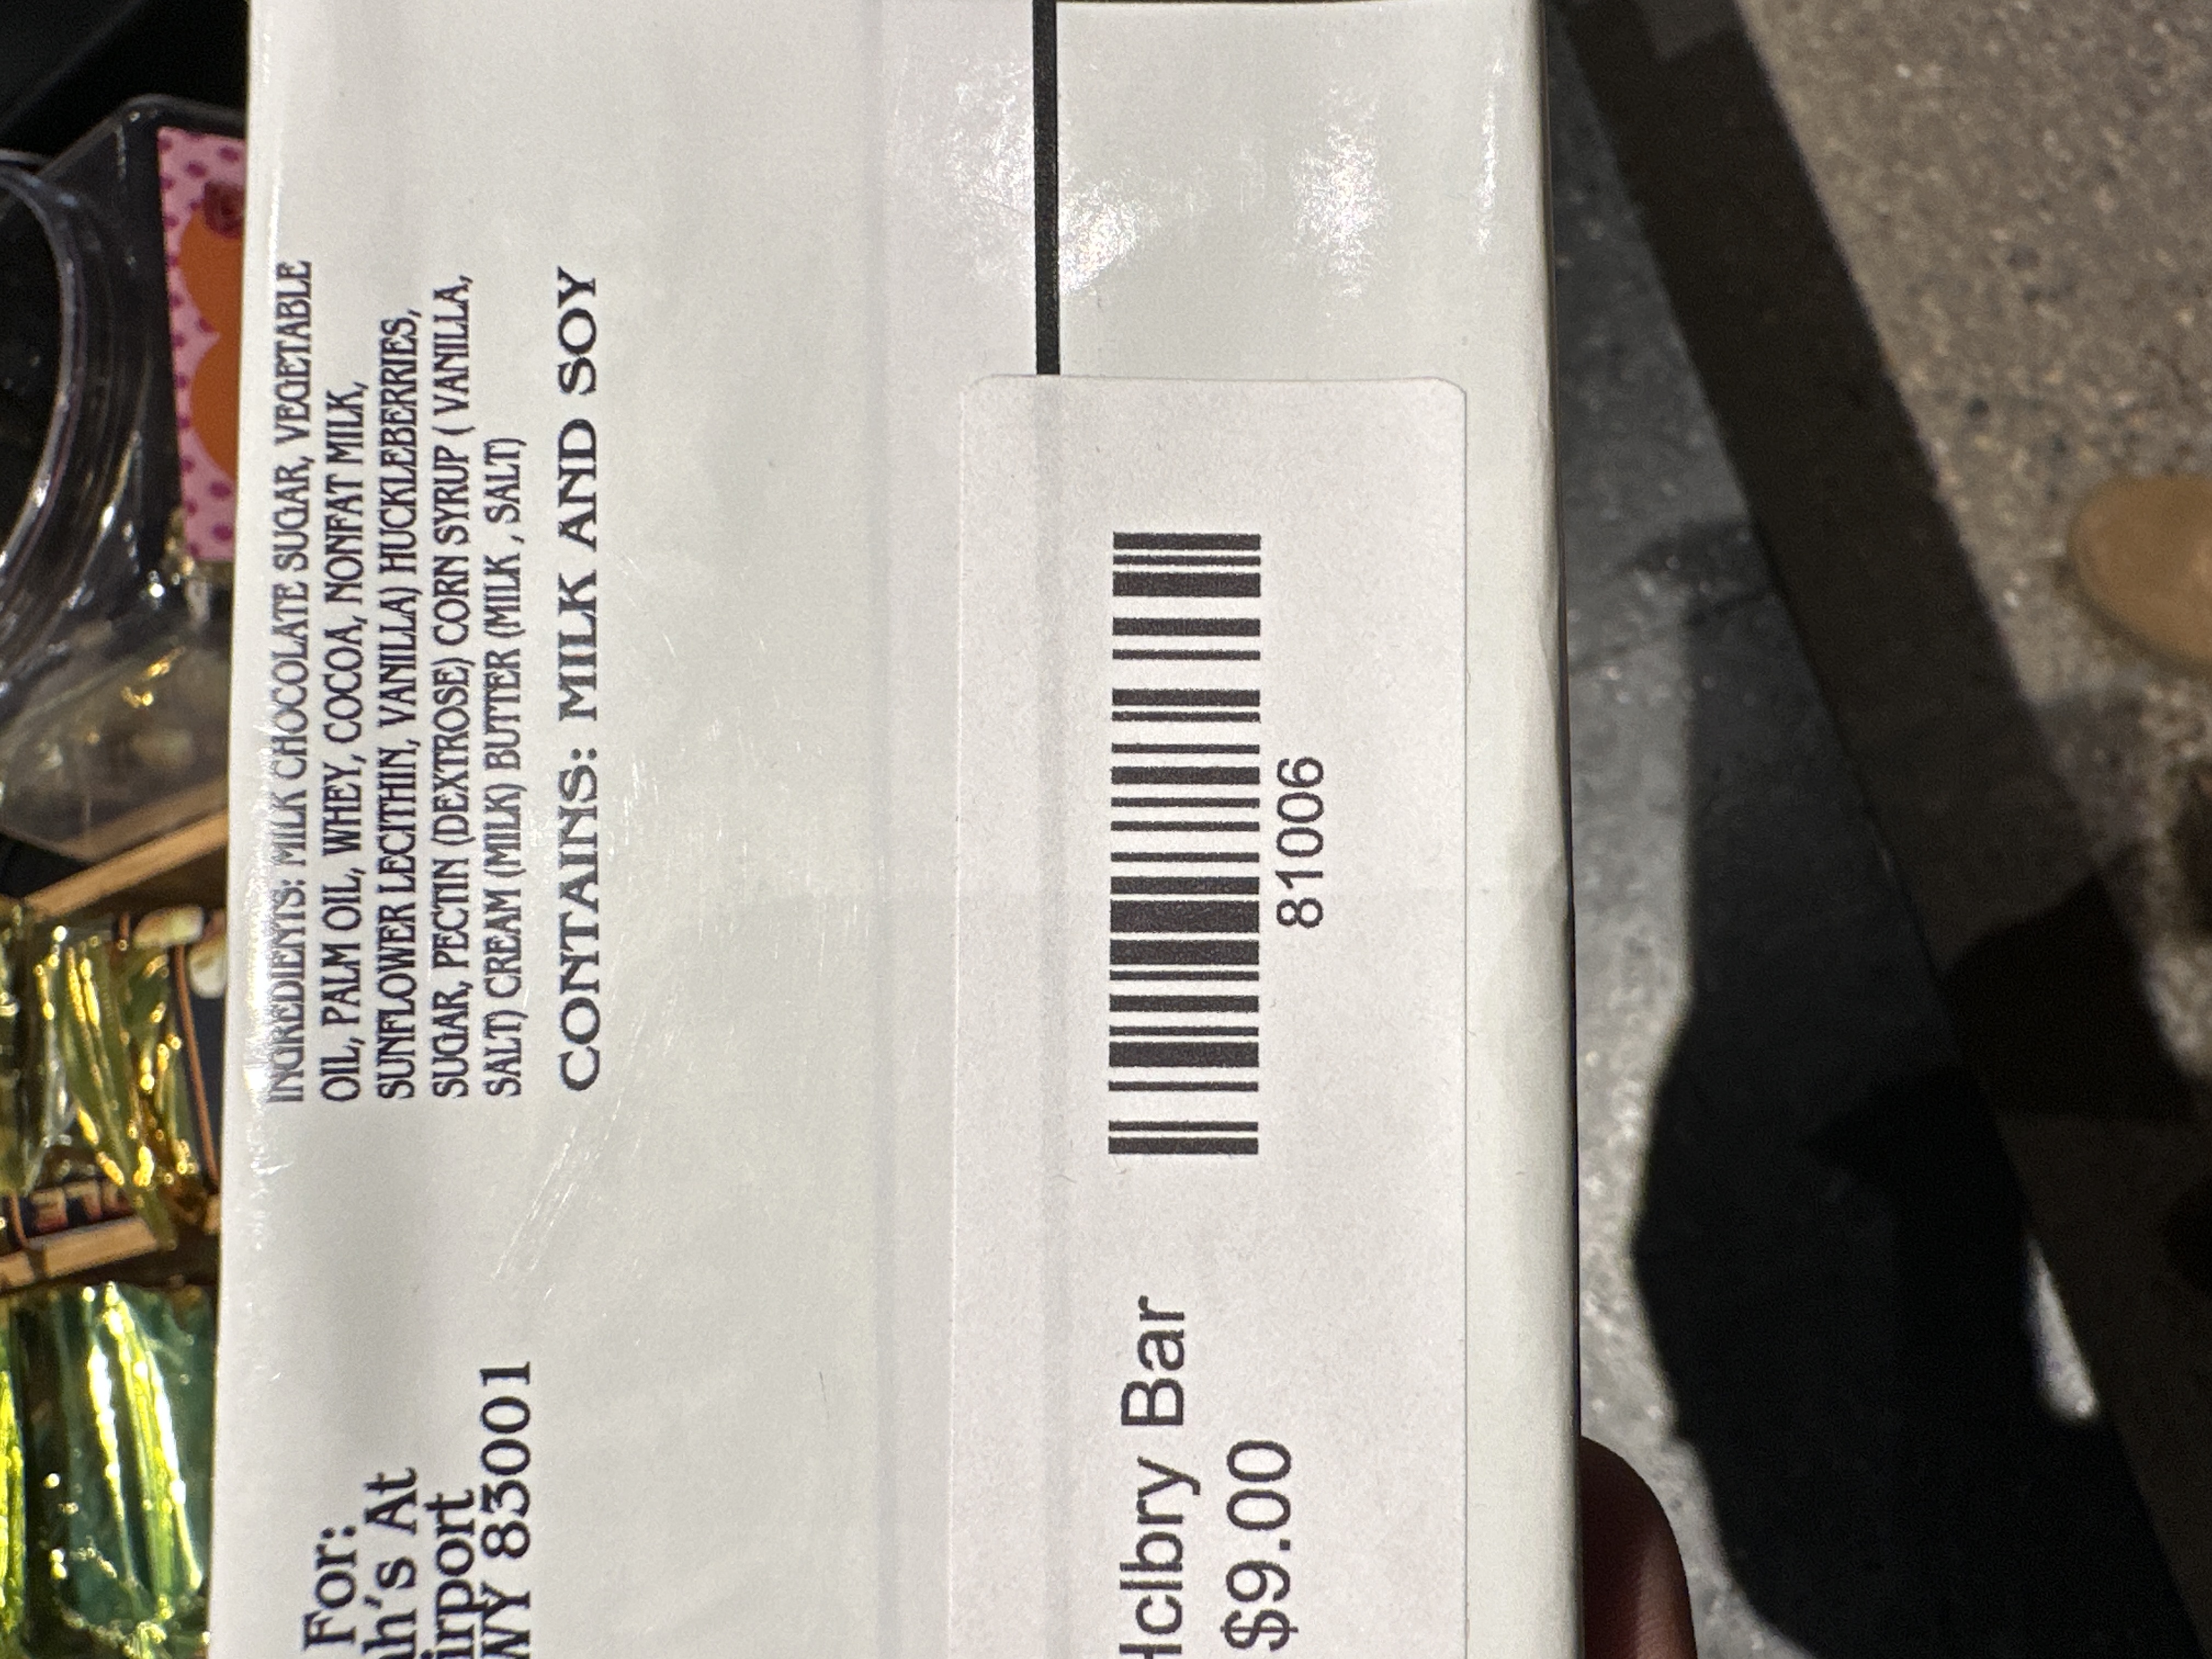 For:
h's At
irport
WY 83001
INGREDIENTS: MILK CHOCOLATE SUGAR, VEGETABLE
OIL, PALM OIL, WHEY, COCOA, NONFAT MILK,
SUNFLOWER LECITHIN, VANILLA) HUCKLEBERRIES,
SUGAR, PECTIN (DEXTROSE) CORN SYRUP ( VANILLA,
SALT) CREAM (MILK) BUTTER (MILK , SALT)
CONTAINS: MILK AND SOY
Hclbry Bar
$9.00
81006